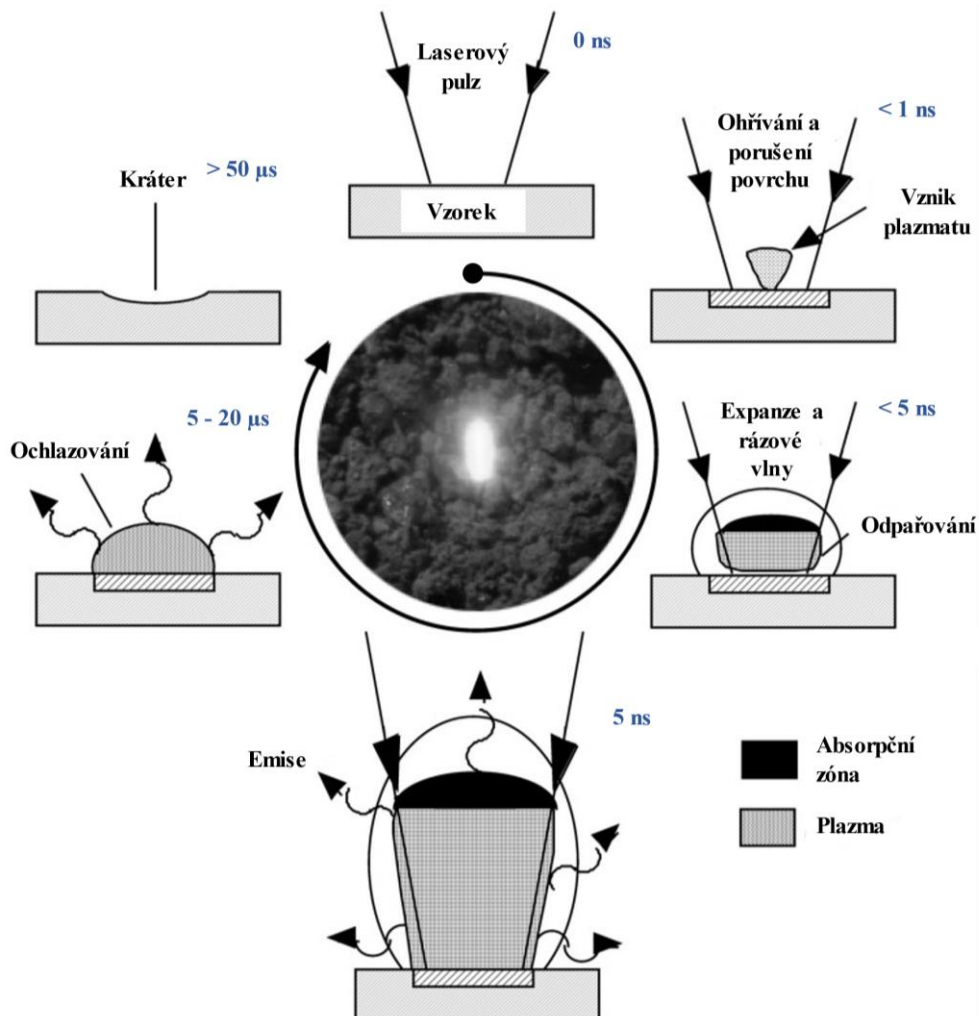 Laserový
pulz
0 ns
Vzorek
< 1 ns
Ohřívání a
porušení
povrchu
Vznik
plazmatu
< 5 ns
Expanze a
rázové
vlny
Odpařování
5 ns
Emise
Absorpční
zóna
Plazma
5 - 20 µs
Ochlazování
> 50 µs
Kráter